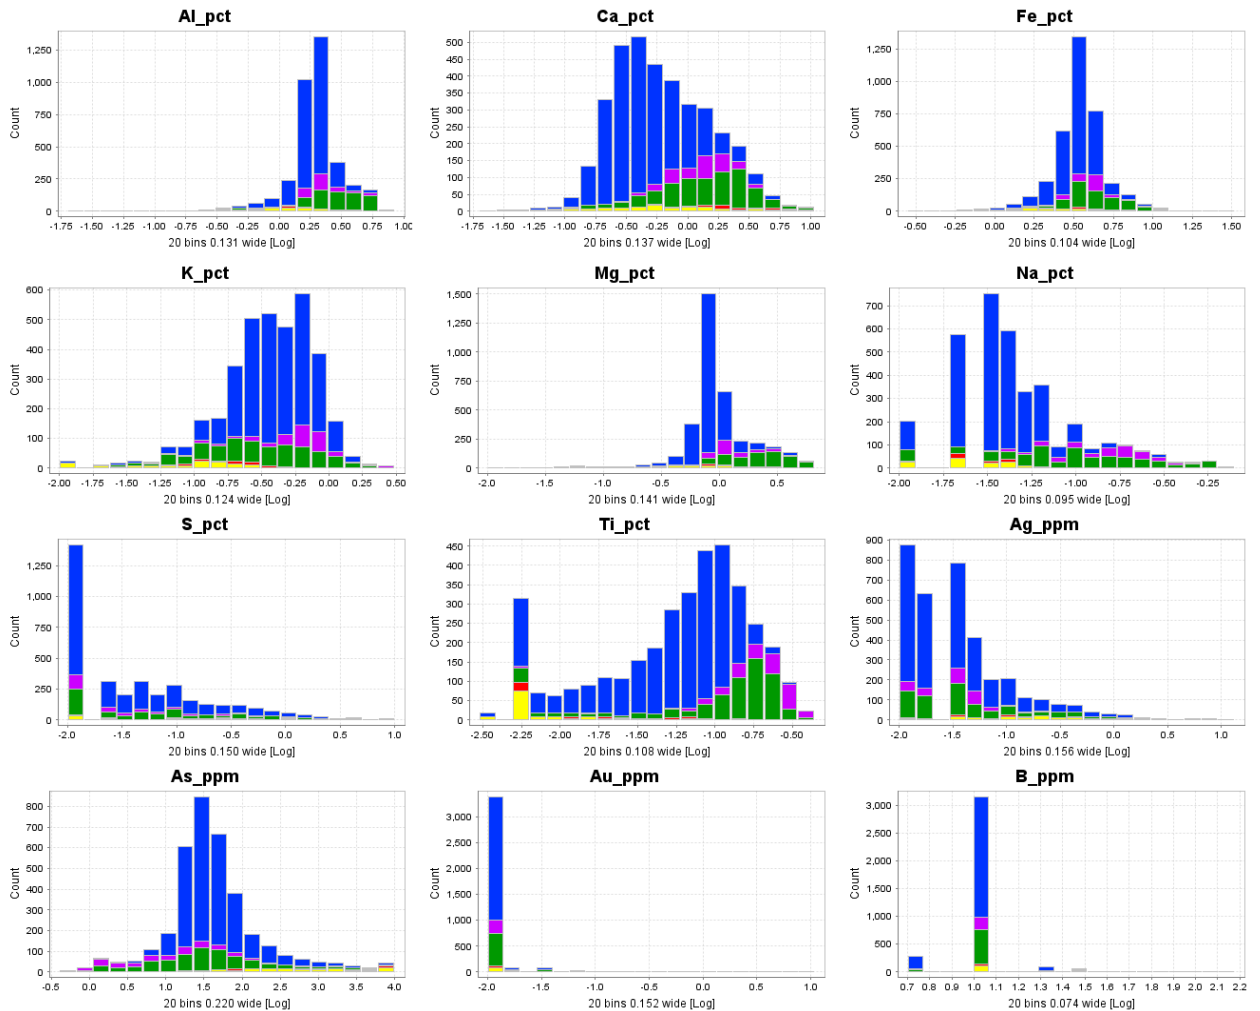 Al_pct
Ca_pct
Fe_pct
Count
1,250
1,000
750
500
250
0
-1.75 -1.50 -1.25 -1.00 -0.75 -0.50 -0.25 0.00 0.25 0.50 0.75 1.00
20 bins 0.131 wide [Log]
Count
500
450
400
350
300
250
200
150
100
50
0
-1.75 -1.50 -1.25 -1.00 -0.75 -0.50 -0.25 0.00 0.25 0.50 0.75 1.00
20 bins 0.137 wide [Log]
Count
1,250
1,000
750
500
250
0
-0.50 -0.25 0.00 0.25 0.50 0.75 1.00 1.25 1.50
20 bins 0.104 wide [Log]
K_pct
Mg_pct
Na_pct
Count
600
500
400
300
200
100
0
-2.00 -1.75 -1.50 -1.25 -1.00 -0.75 -0.50 -0.25 0.00 0.25 0.50
20 bins 0.124 wide [Log]
Count
1,500
1,250
1,000
750
500
250
0
-2.0 -1.5 -1.0 -0.5 0.0 0.5
20 bins 0.141 wide [Log]
Count
700
600
500
400
300
200
100
0
-2.00 -1.75 -1.50 -1.25 -1.00 -0.75 -0.50 -0.25
20 bins 0.095 wide [Log]
S_pct
Ti_pct
Ag_ppm
Count
1,250
1,000
750
500
250
0
-2.0 -1.5 -1.0 -0.5 0.0 0.5 1.0
20 bins 0.150 wide [Log]
Count
450
400
350
300
250
200
150
100
50
0
-2.50 -2.25 -2.00 -1.75 -1.50 -1.25 -1.00 -0.75 -0.50
20 bins 0.108 wide [Log]
Count
900
800
700
600
500
400
300
200
100
0
-2.0 -1.5 -1.0 -0.5 0.0 0.5 1.0
20 bins 0.156 wide [Log]
As_ppm
Au_ppm
B_ppm
Count
800
700
600
500
400
300
200
100
0
-0.5 0.0 0.5 1.0 1.5 2.0 2.5 3.0 3.5 4.0
20 bins 0.220 wide [Log]
Count
3,000
2,500
2,000
1,500
1,000
500
0
-2.0 -1.5 -1.0 -0.5 0.0 0.5 1.0
20 bins 0.152 wide [Log]
Count
3,000
2,500
2,000
1,500
1,000
500
0
0.7 0.8 0.9 1.0 1.1 1.2 1.3 1.4 1.5 1.6 1.7 1.8 1.9 2.0 2.1 2.2
20 bins 0.074 wide [Log]